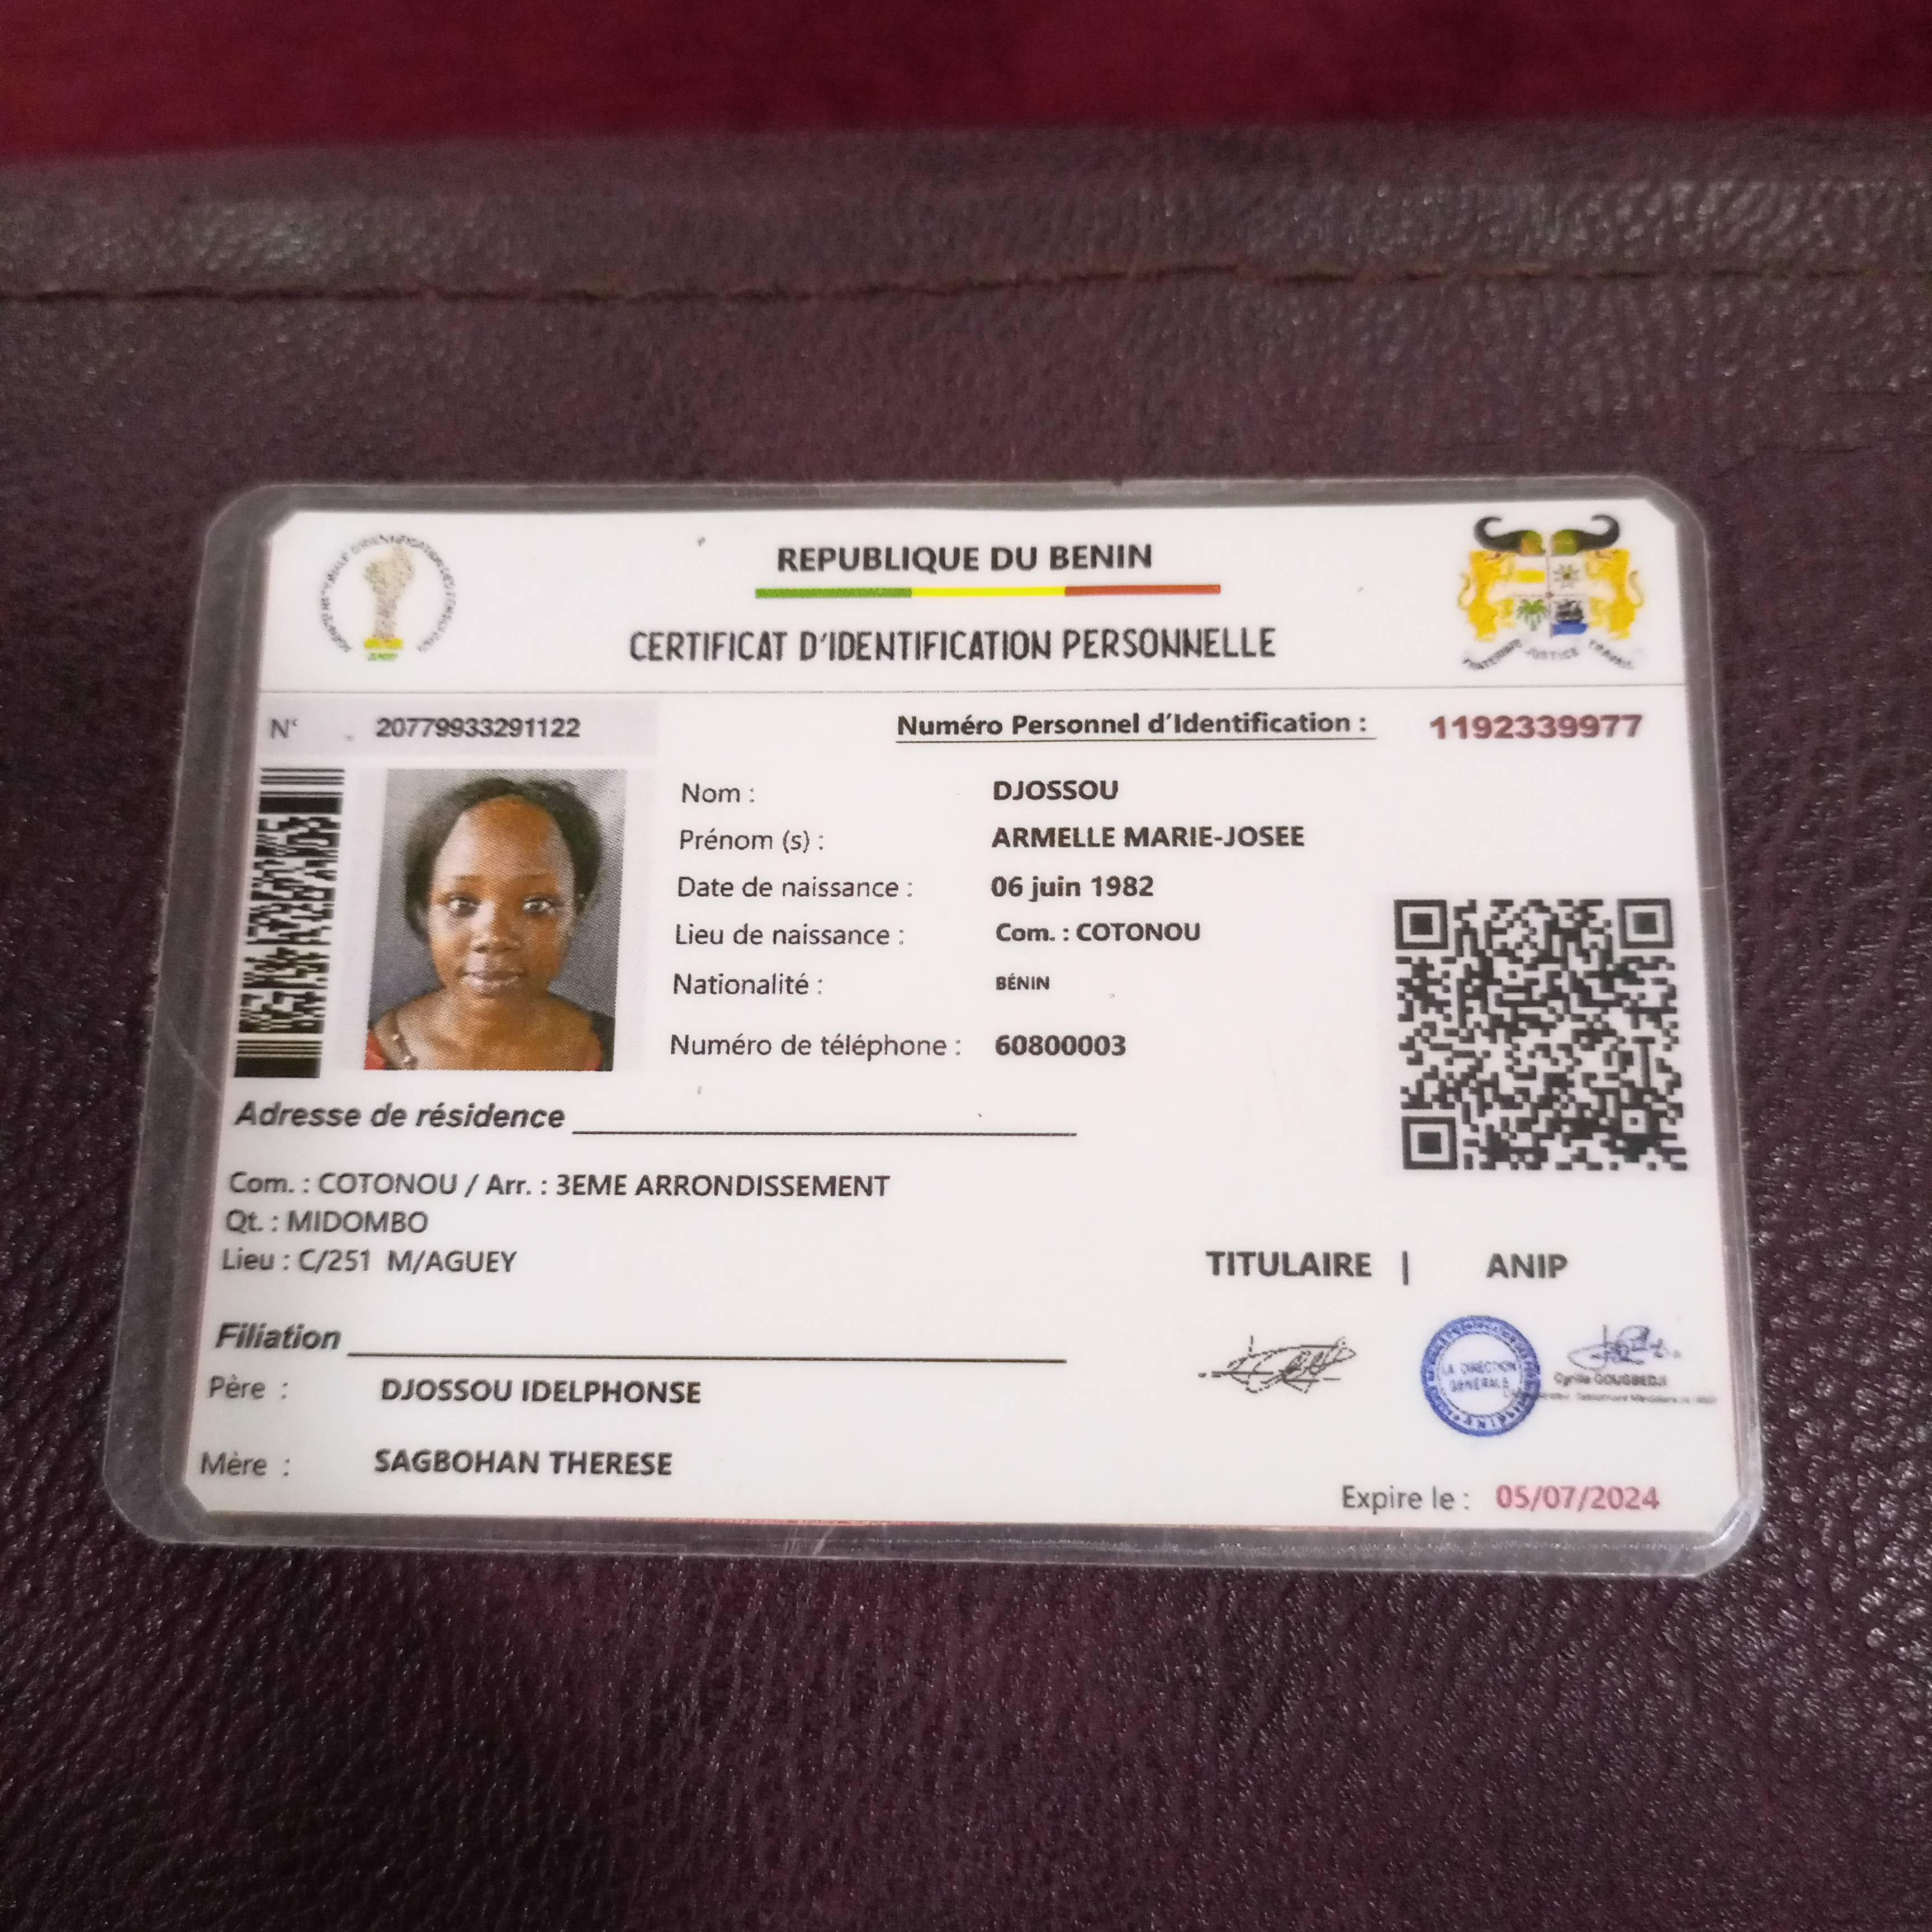 REPUBLIQUE DU BENIN
CERTIFICAT D'IDENTIFICATION PERSONNELLE
ANIP
FRATERNITE JUSTICE TRAVAIL
N° 20779933291122
Numéro Personnel d'Identification : 1192339977
Nom : DJOSSOU
Prénom (s) : ARMELLE MARIE-JOSEE
Date de naissance : 06 juin 1982
Lieu de naissance : Com. : COTONOU
Nationalité : BÉNIN
Numéro de téléphone : 60800003
Adresse de résidence
Com. : COTONOU / Arr. : 3EME ARRONDISSEMENT
Qt. : MIDOMBO
Lieu : C/251 M/AGUEY
TITULAIRE | ANIP
Filiation
LA DIRECTION GENERALE
ANIP
Père : DJOSSOU IDELPHONSE
Mère : SAGBOHAN THERESE
Expire le : 05/07/2024